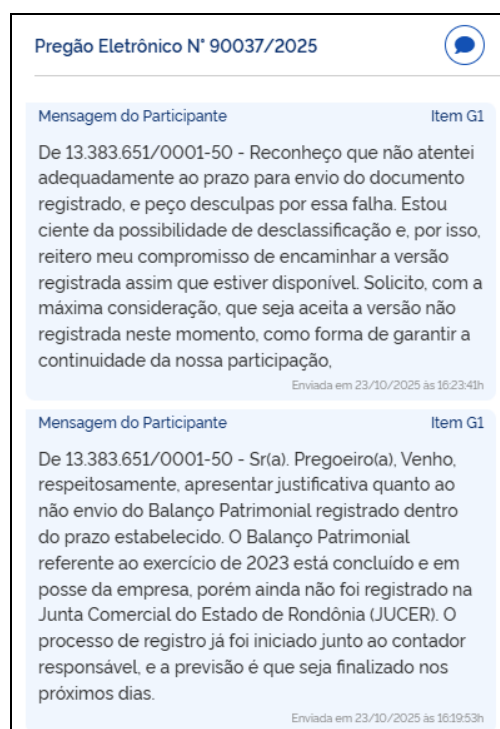 Pregão Eletrônico N° 90037/2025
Mensagem do Participante Item G1
De 13.383.651/0001-50 - Reconheço que não atentei
adequadamente ao prazo para envio do documento
registrado, e peço desculpas por essa falha. Estou
ciente da possibilidade de desclassificação e, por isso,
reitero meu compromisso de encaminhar a versão
registrada assim que estiver disponível. Solicito, com a
máxima consideração, que seja aceita a versão não
registrada neste momento, como forma de garantir a
continuidade da nossa participação,
Enviada em 23/10/2025 às 16:23:41h
Mensagem do Participante Item G1
De 13.383.651/0001-50 - Sr(a). Pregoeiro(a), Venho,
respeitosamente, apresentar justificativa quanto ao
não envio do Balanço Patrimonial registrado dentro
do prazo estabelecido. O Balanço Patrimonial
referente ao exercício de 2023 está concluído e em
posse da empresa, porém ainda não foi registrado na
Junta Comercial do Estado de Rondônia (JUCER). O
processo de registro já foi iniciado junto ao contador
responsável, e a previsão é que seja finalizado nos
próximos dias.
Enviada em 23/10/2025 às 16:19:53h